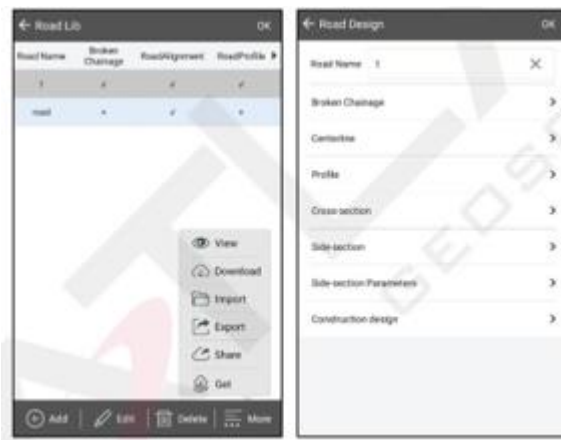 Road Lib OK
Road Name Broken Chainage RoadAlignment RoadProfile
1
road
View
Download
Import
Export
Share
Get
Add Edit Delete More
Road Design OK
Road Name 1
Broken Chainage
Centerline
Profile
Cross-section
Side-section
Side-section Parameters
Construction design
GEOS